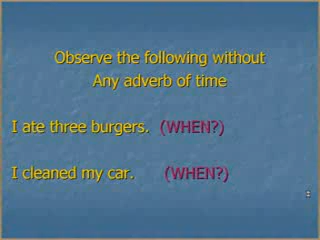 Observe the following without
Any adverb of time
I ate three burgers. (WHEN?)
I cleaned my car. (WHEN?)